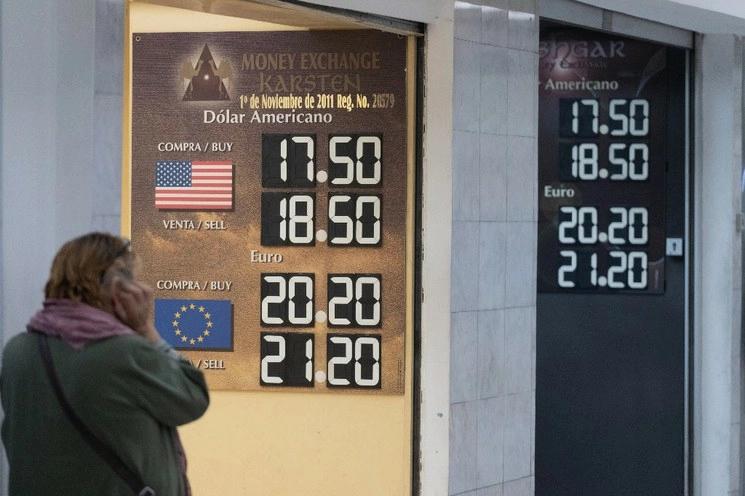 MONEY EXCHANGE
KARSTEN
1º de Noviembre de 2011 Reg. No. 20579
Dólar Americano
COMPRA / BUY
17.50
VENTA / SELL
18.50
Euro
COMPRA / BUY
20.20
/ SELL
21.20
Americano
17.50
18.50
Euro
20.20
21.20